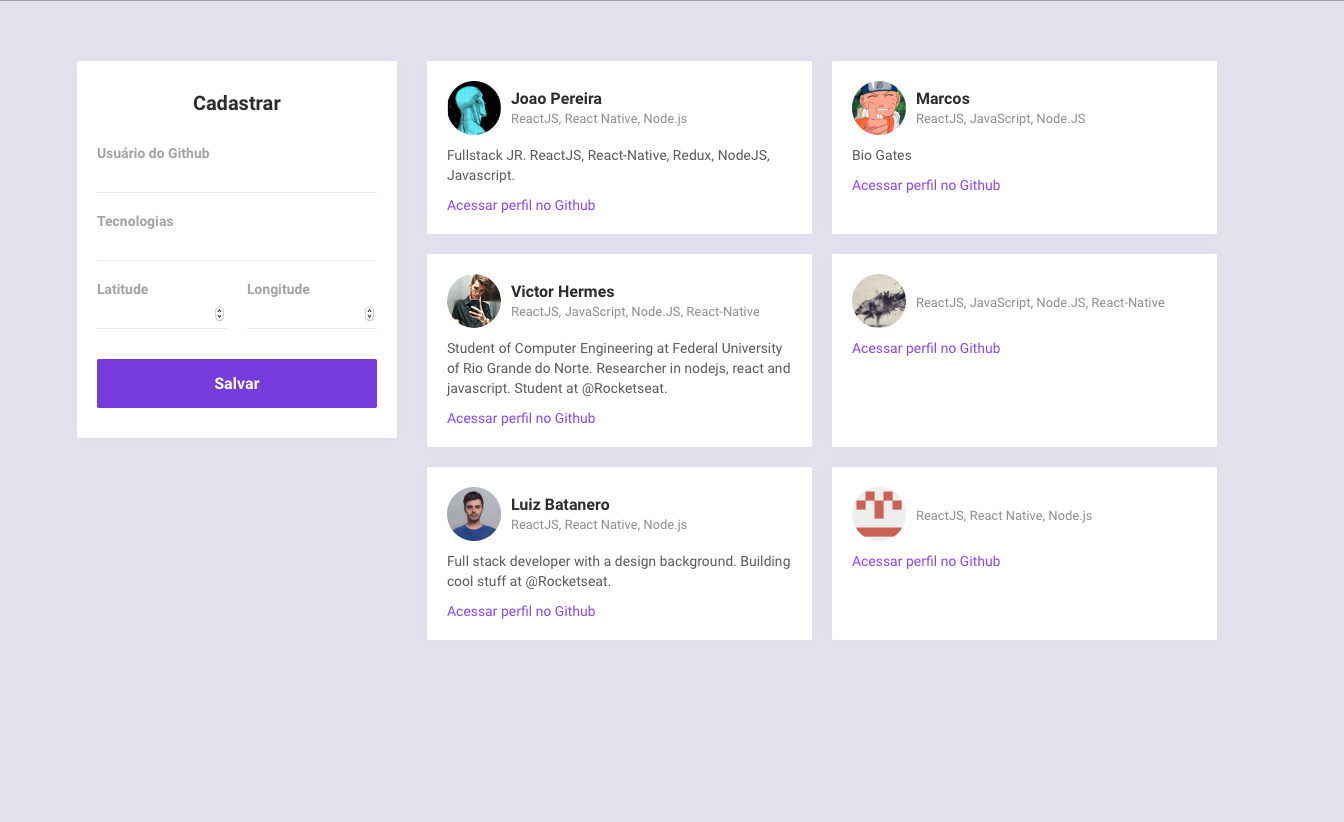 Cadastrar
Usuário do Github
Tecnologias
Latitude
Longitude
Salvar
Joao Pereira
ReactJS, React Native, Node.js
Fullstack JR. ReactJS, React-Native, Redux, NodeJS,
Javascript.
Acessar perfil no Github
Marcos
ReactJS, JavaScript, Node.JS
Bio Gates
Acessar perfil no Github
Victor Hermes
ReactJS, JavaScript, Node.JS, React-Native
Student of Computer Engineering at Federal University
of Rio Grande do Norte. Researcher in nodejs, react and
javascript. Student at @Rocketseat.
Acessar perfil no Github
ReactJS, JavaScript, Node.JS, React-Native
Acessar perfil no Github
Luiz Batanero
ReactJS, React Native, Node.js
Full stack developer with a design background. Building
cool stuff at @Rocketseat.
Acessar perfil no Github
ReactJS, React Native, Node.js
Acessar perfil no Github